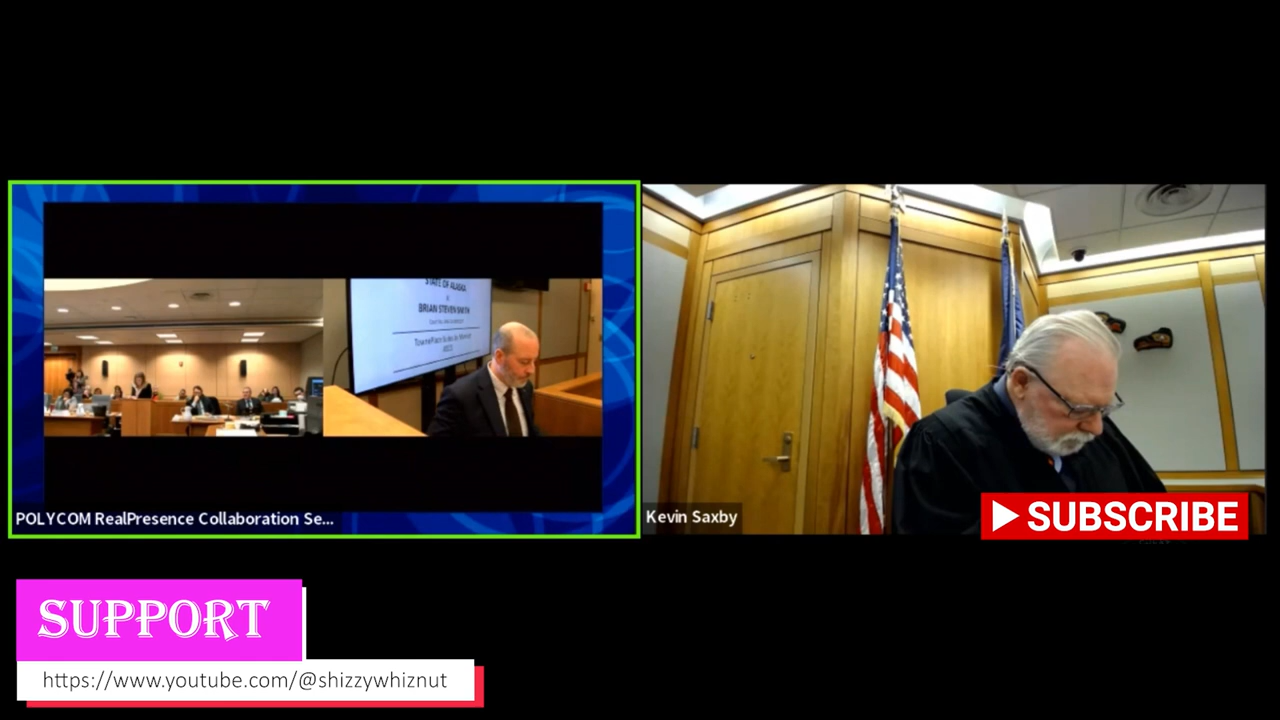 STATE OF ALASKA
BRIAN STEVEN SMITH
POLYCOM RealPresence Collaboration Se...
Kevin Saxby
SUBSCRIBE
SUPPORT
https://www.youtube.com/@shizzywhiznut